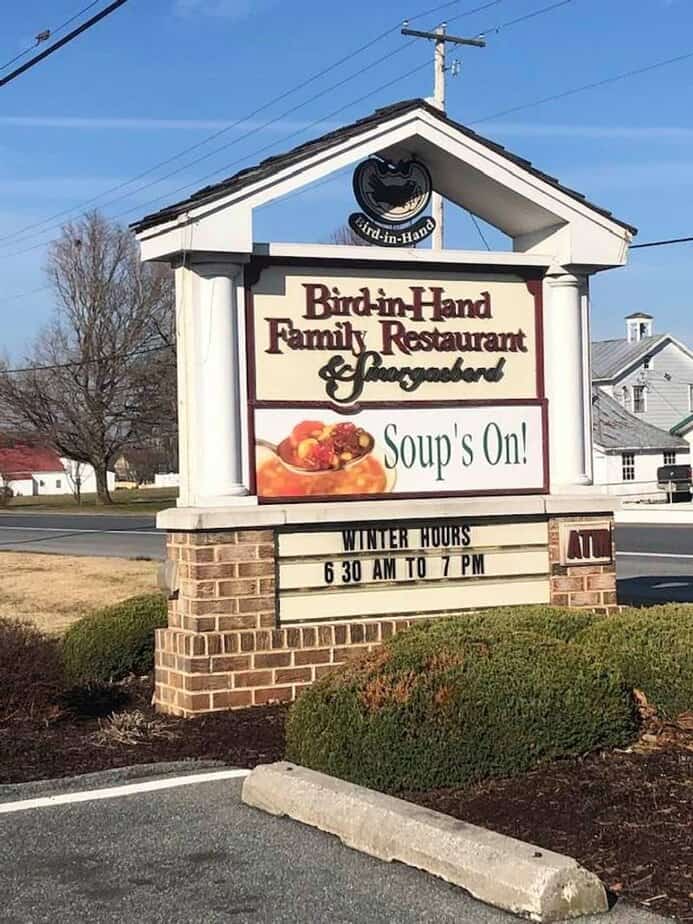 Bird-in-Hand
Bird-in-Hand
Family Restaurant
& Smorgasbord
Soup's On!
WINTER HOURS
6 30 AM TO 7 PM
ATM